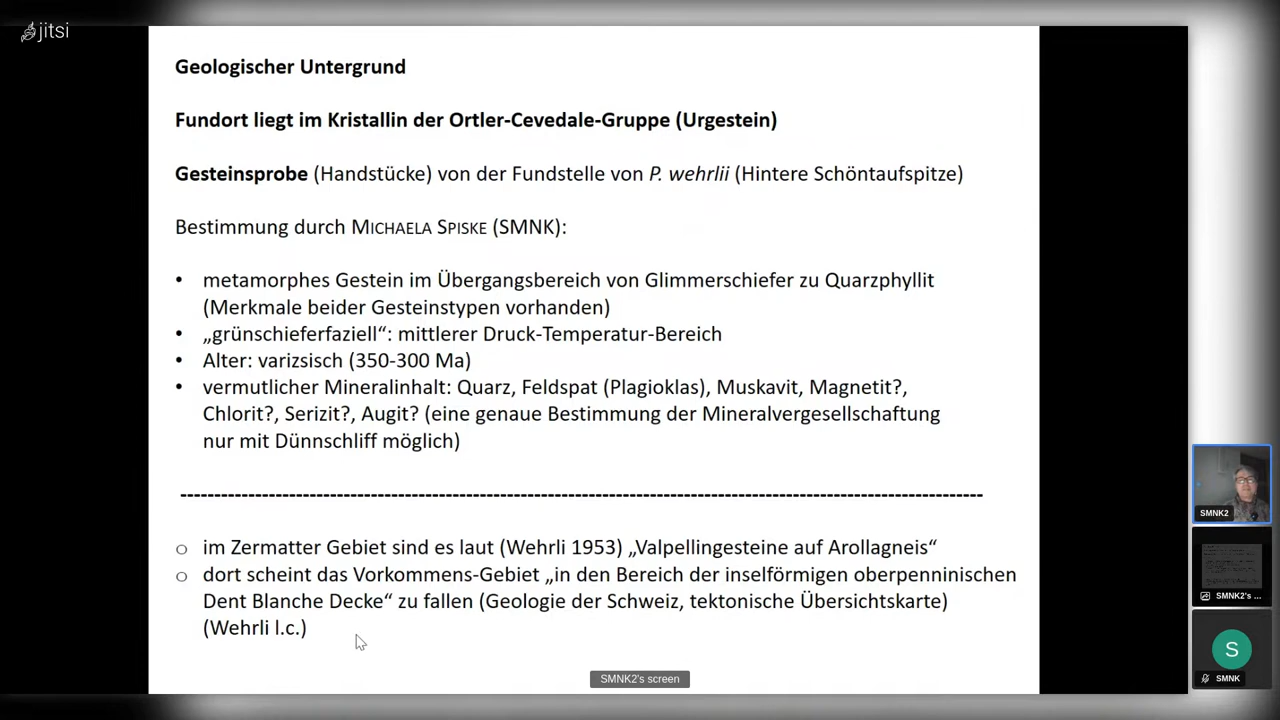 jitsi
Geologischer Untergrund
Fundort liegt im Kristallin der Ortler-Cevedale-Gruppe (Urgestein)
Gesteinsprobe (Handstücke) von der Fundstelle von P. wehrlii (Hintere Schöntaufspitze)
Bestimmung durch MICHAELA SPISKE (SMNK):
• metamorphes Gestein im Übergangsbereich von Glimmerschiefer zu Quarzphyllit
(Merkmale beider Gesteinstypen vorhanden)
• „grünschieferfaziell“: mittlerer Druck-Temperatur-Bereich
• Alter: varizsisch (350-300 Ma)
• vermutlicher Mineralinhalt: Quarz, Feldspat (Plagioklas), Muskavit, Magnetit?,
Chlorit?, Serizit?, Augit? (eine genaue Bestimmung der Mineralvergesellschaftung
nur mit Dünnschliff möglich)
---------------------------------------------------------------------------------------------
o im Zermatter Gebiet sind es laut (Wehrli 1953) „Valpellingesteine auf Arollagneis“
o dort scheint das Vorkommens-Gebiet „in den Bereich der inselförmigen oberpenninischen
Dent Blanche Decke“ zu fallen (Geologie der Schweiz, tektonische Übersichtskarte)
(Wehrli l.c.)
SMNK2's screen
SMNK2
SMNK2's ...
S
SMNK